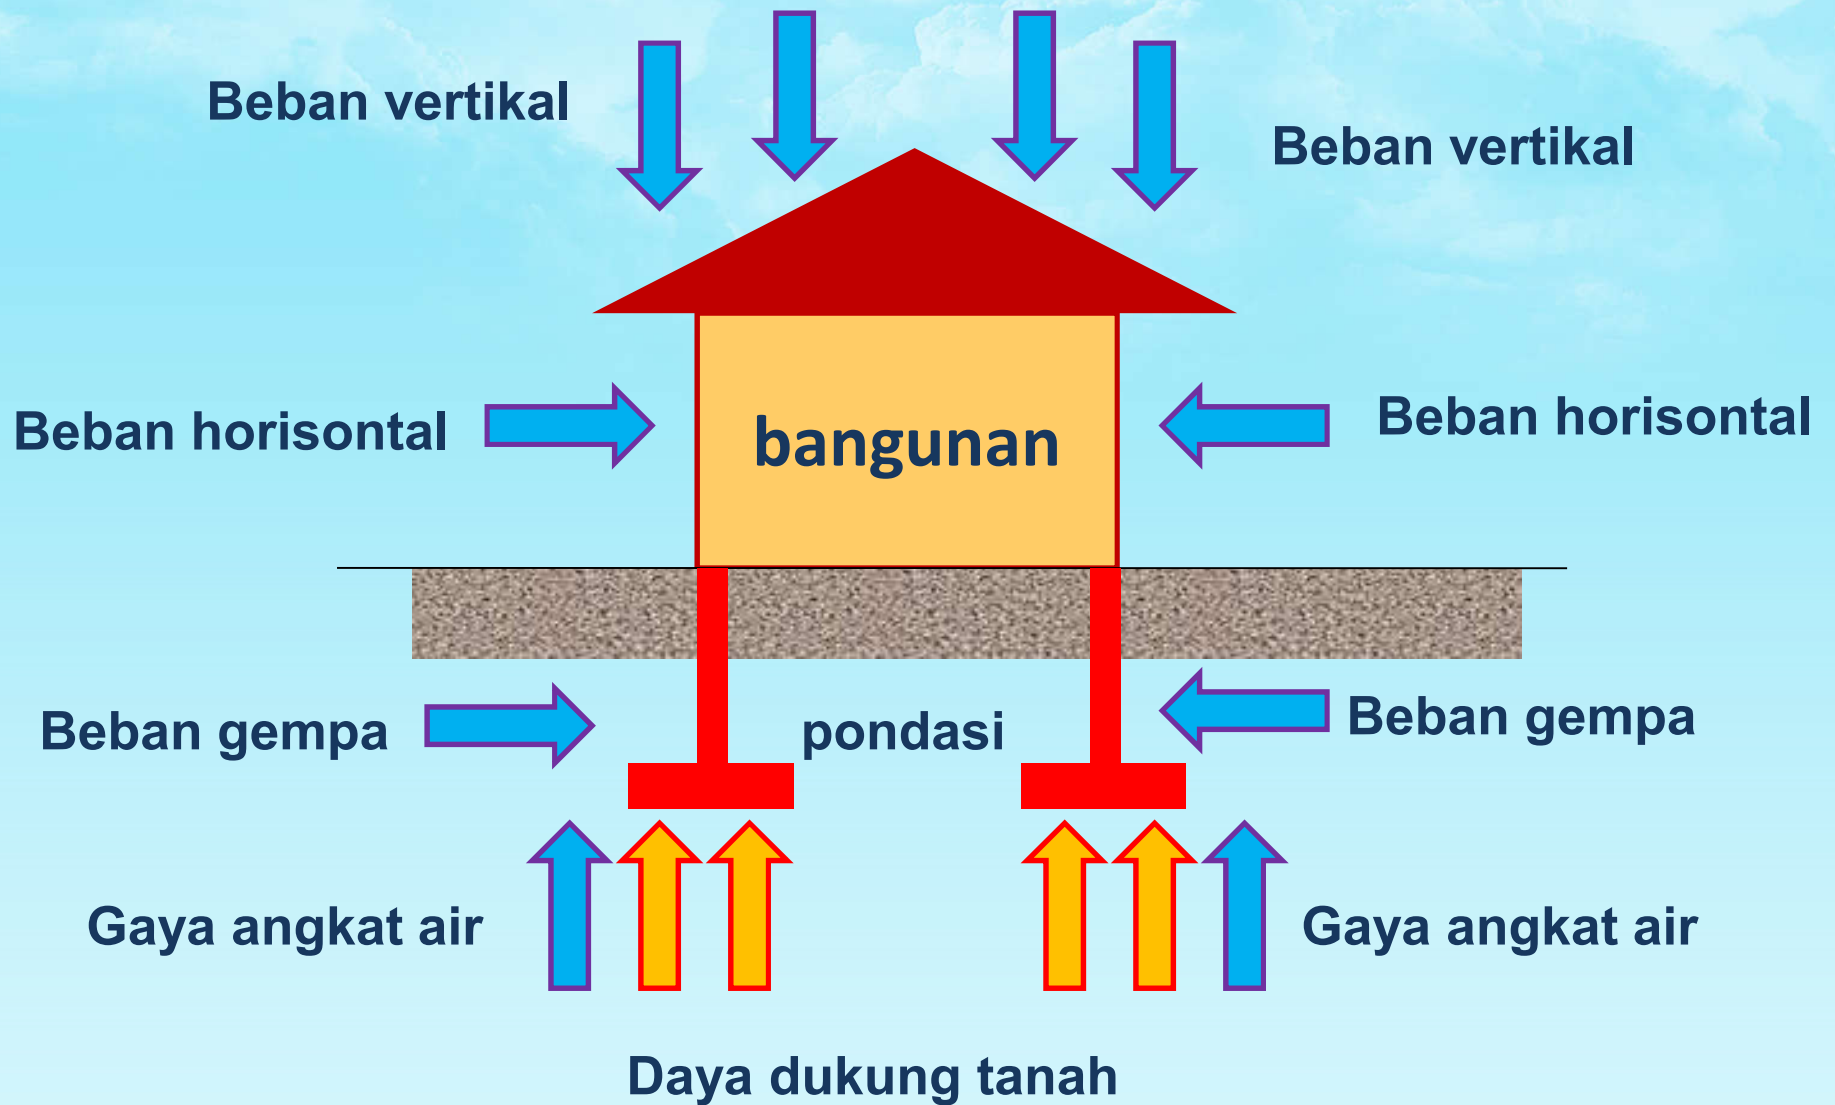 Beban vertikal
Beban vertikal
Beban horisontal
bangunan
Beban horisontal
Beban gempa
pondasi
Beban gempa
Gaya angkat air
Gaya angkat air
Daya dukung tanah